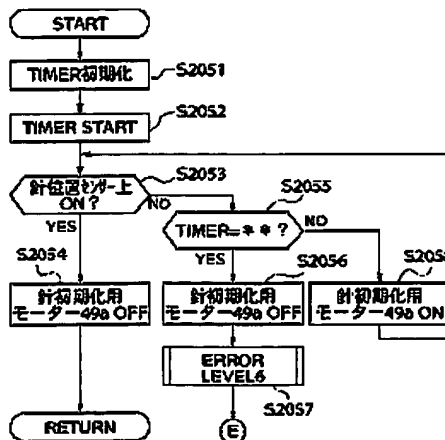 START
TIMER初期化
S2051
TIMER START
S2052
針位置センサー上
ON?
S2053
NO
YES
S2055
TIMER=**?
NO
YES
S2054
針初期化用
モーター49a OFF
S2056
針初期化用
モーター49a OFF
S205
針初期化用
モーター49a ON
ERROR
LEVEL6
S2057
RETURN
E